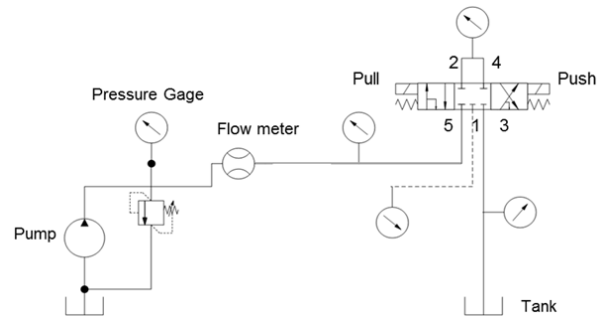 2 4
Pull Push
Pressure Gage
Flow meter
5 1 3
Pump
Tank